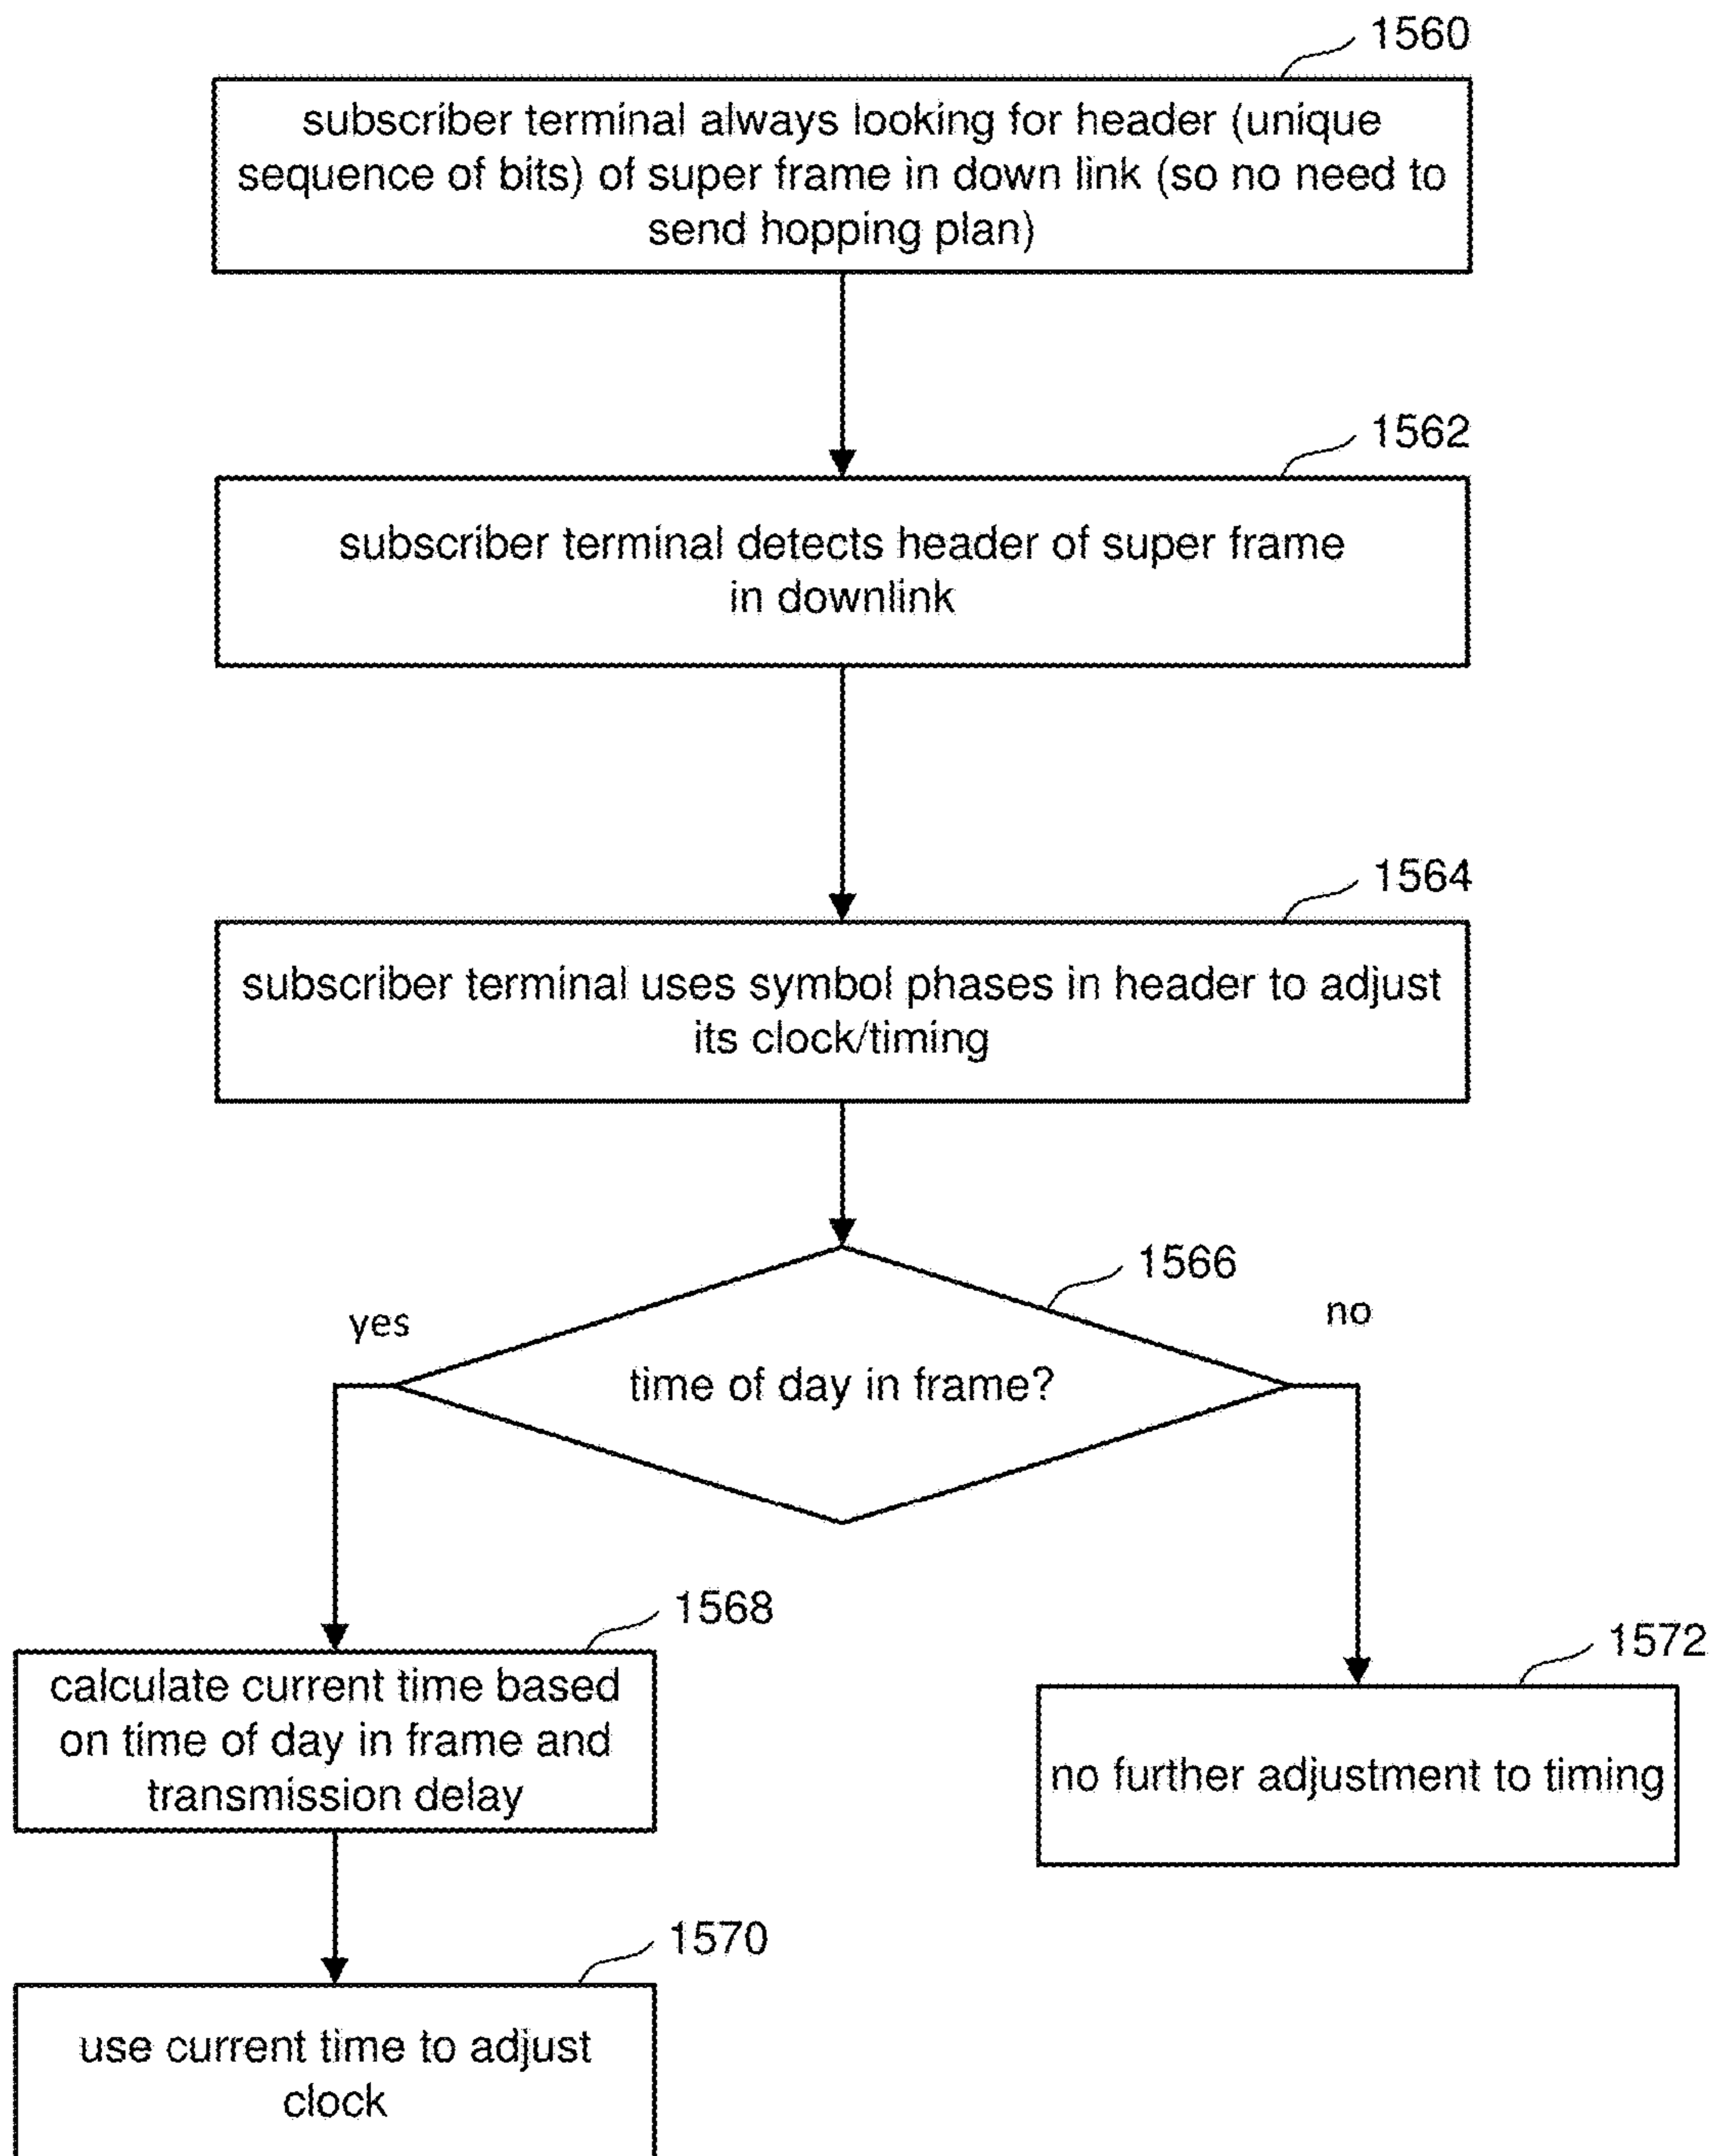 1560
subscriber terminal always looking for header (unique
sequence of bits) of super frame in down link (so no need to
send hopping plan)
1562
subscriber terminal detects header of super frame
in downlink
1564
subscriber terminal uses symbol phases in header to adjust
its clock/timing
1566
yes
no
time of day in frame?
1568
calculate current time based
on time of day in frame and
transmission delay
1572
no further adjustment to timing
1570
use current time to adjust
clock